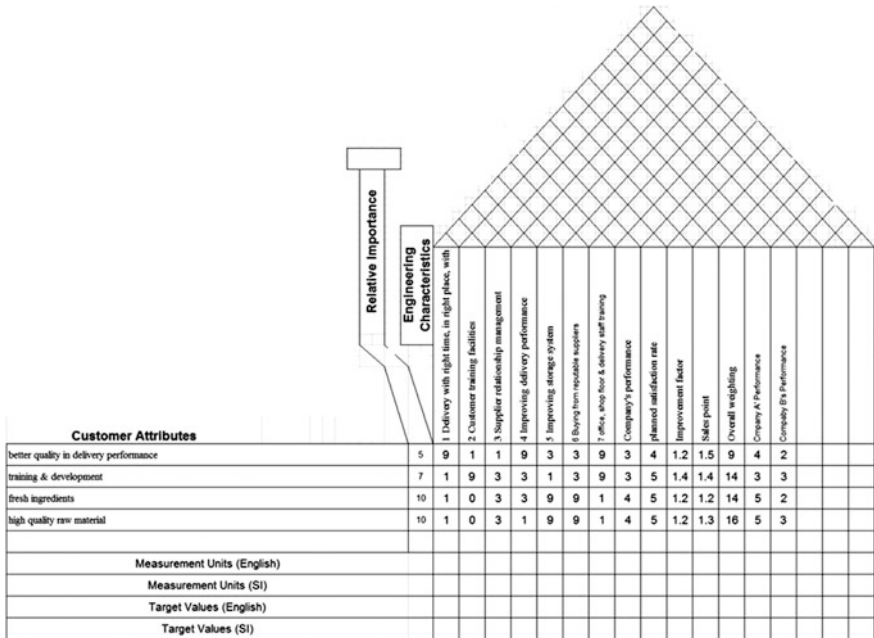 Relative Importance
Engineering
Characteristics
1 Delivery with right time, in right place, with
2 Customer training facilities
3 Supplier relationship management
4 Improving delivery performance
5 Improving storage system
6 Buying from reputable suppliers
7 office, shop floor & delivery staff training
Company's performance
planned satisfaction rate
Improvement factor
Sales point
Overall weighting
Cmpany A' Performance
Compaby B's Performance
Customer Attributes
better quality in delivery performance 5 9 1 1 9 3 3 9 3 4 1.2 1.5 9 4 2
training & development 7 1 9 3 3 1 3 9 3 5 1.4 1.4 14 3 3
fresh ingredients 10 1 0 3 3 9 9 1 4 5 1.2 1.2 14 5 2
high quality raw material 10 1 0 3 1 9 9 1 4 5 1.2 1.3 16 5 3
Measurement Units (English)
Measurement Units (SI)
Target Values (English)
Target Values (SI)